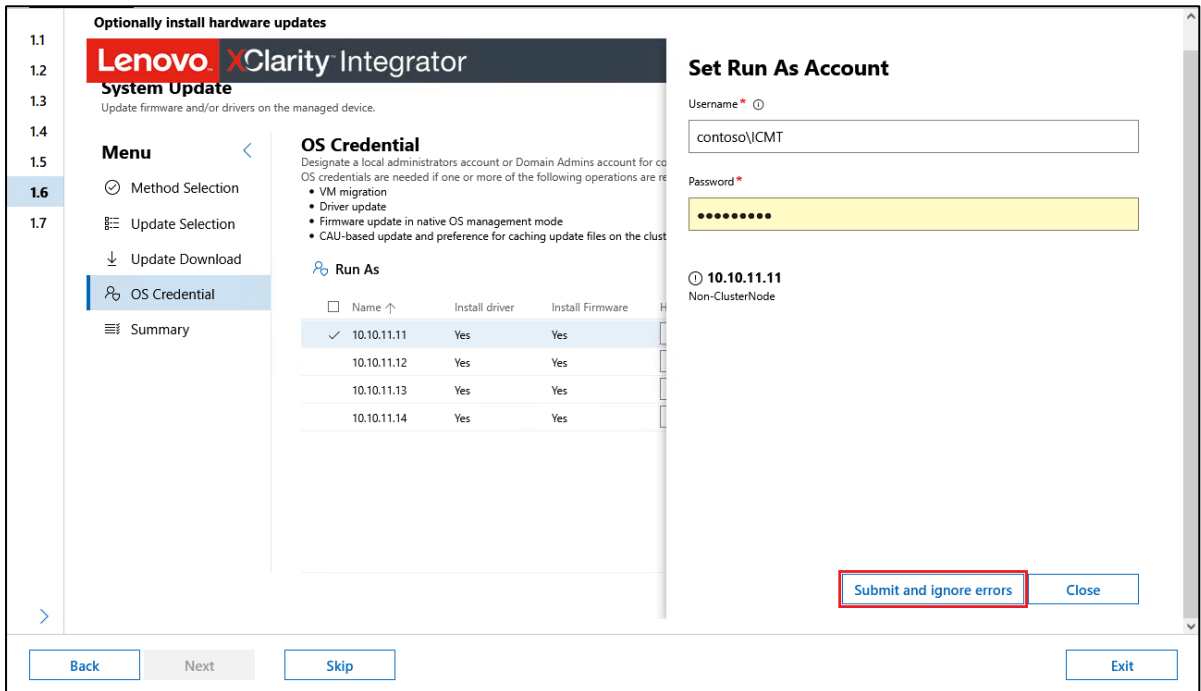 Optionally install hardware updates
1.1
1.2
1.3
1.4
1.5
1.6
1.7
Lenovo. XClarity Integrator
System Update
Update firmware and/or drivers on the managed device.
Menu
Method Selection
Update Selection
Update Download
OS Credential
Summary
OS Credential
Designate a local administrators account or Domain Admins account for co
OS credentials are needed if one or more of the following operations are re
• VM migration
• Driver update
• Firmware update in native OS management mode
• CAU-based update and preference for caching update files on the clust
Run As
Name Install driver Install Firmware H
10.10.11.11 Yes Yes
10.10.11.12 Yes Yes
10.10.11.13 Yes Yes
10.10.11.14 Yes Yes
Set Run As Account
Username*
contoso\ICMT
Password*
•••••••••
10.10.11.11
Non-ClusterNode
Submit and ignore errors Close
Back Next Skip Exit